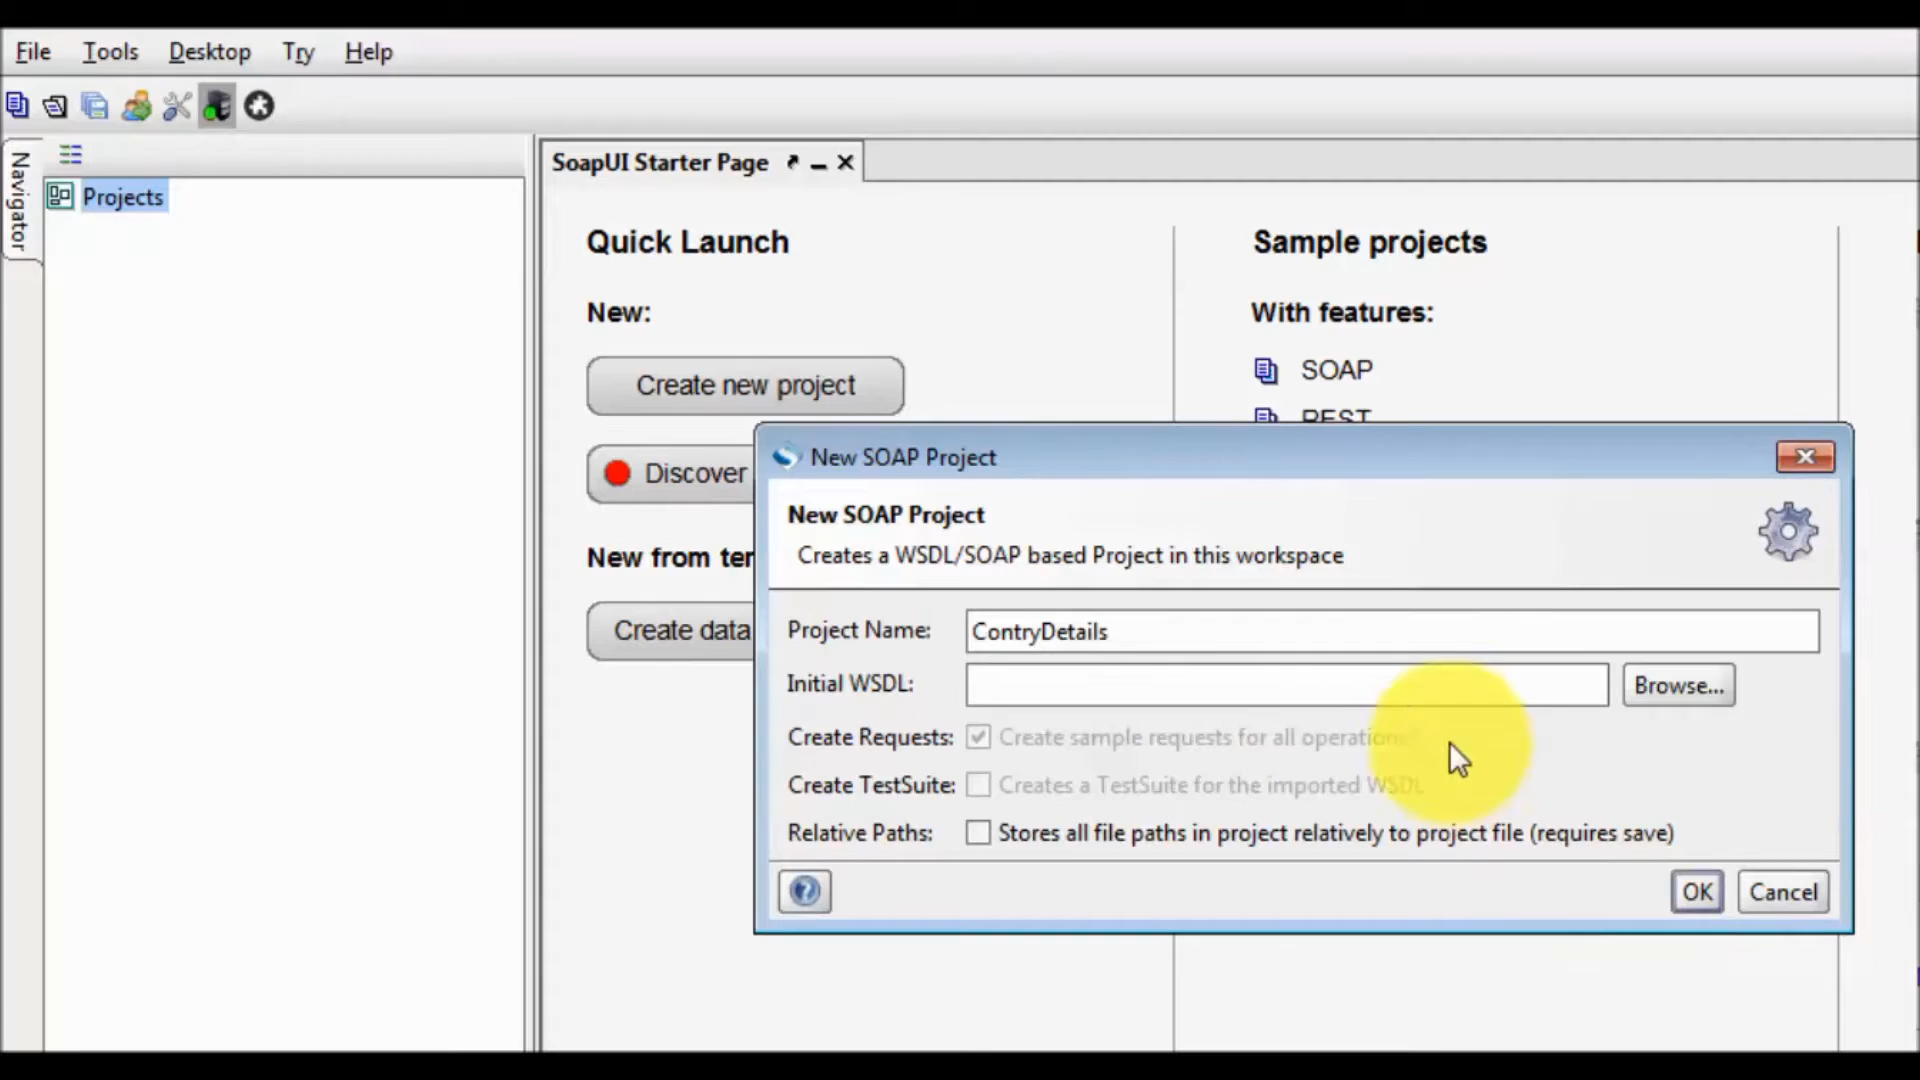 File Tools Desktop Try Help
Navigator
Projects
SoapUI Starter Page
Quick Launch
Sample projects
New:
With features:
Create new project
SOAP
REST
Discover
New from
Create data
New SOAP Project
New SOAP Project
Creates a WSDL/SOAP based Project in this workspace
Project Name: ContryDetails
Initial WSDL: Browse...
Create Requests: Create sample requests for all
Create TestSuite: Creates a TestSuite for the imported WSDL
Relative Paths: Stores all file paths in project relatively to project file (requires save)
OK Cancel